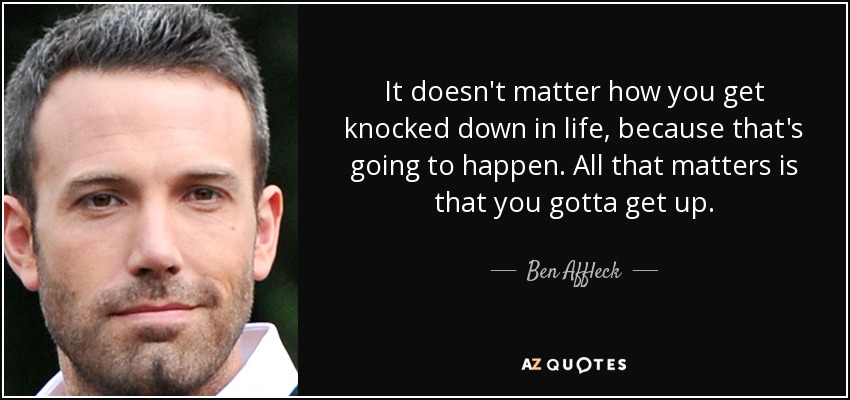 It doesn't matter how you get
knocked down in life, because that's
going to happen. All that matters is
that you gotta get up.
Ben Affleck
AZ QUOTES